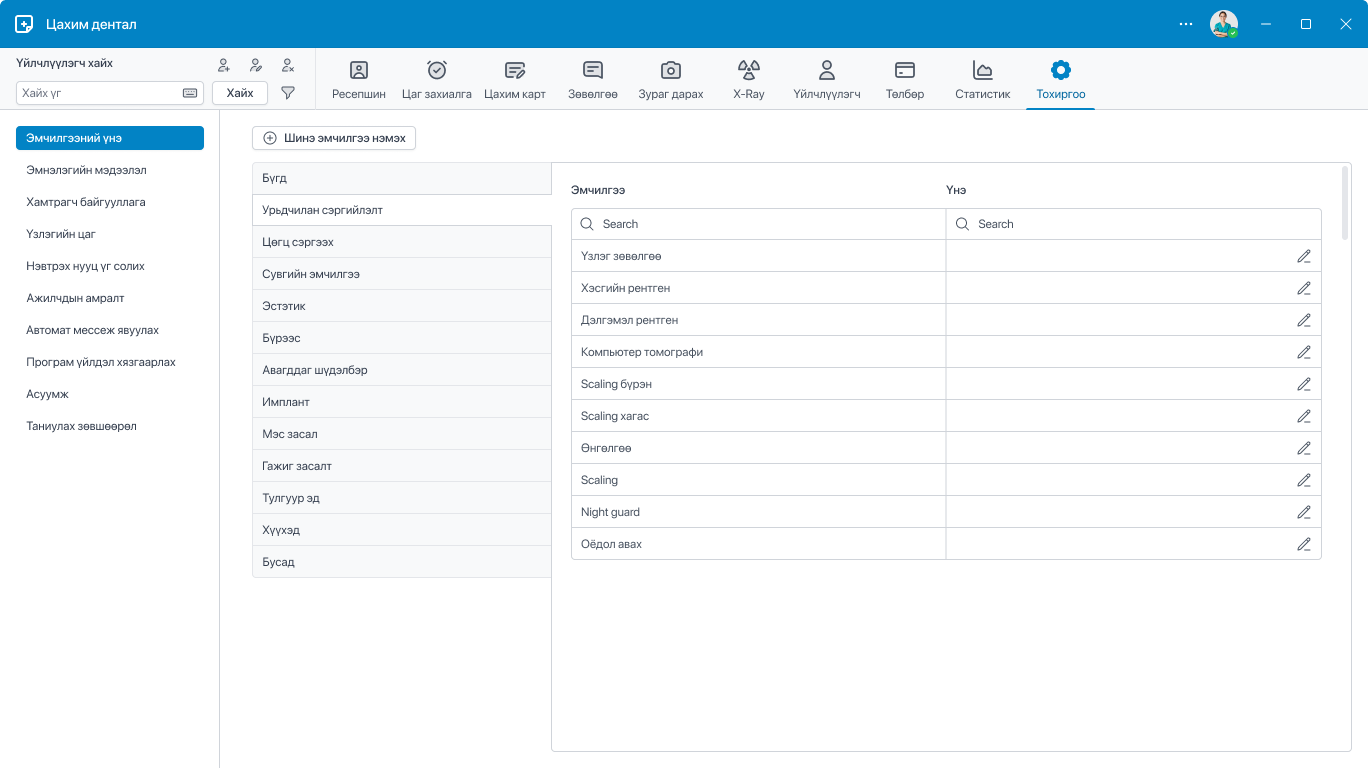 Цахим дентал
Үйлчлүүлэгч хайх
Хайх үг
Хайх
Ресепшин
Цаг захиалга
Цахим карт
Зөвөлгөө
Зураг дарах
X-Ray
Үйлчлүүлэгч
Төлбөр
Статистик
Тохиргоо
Эмчилгээний үнэ
Эмнэлэгийн мэдээлэл
Хамтрагч байгууллага
Үзлэгийн цаг
Нэвтрэх нууц үг солих
Ажилчдын амралт
Автомат мессеж явуулах
Програм үйлдэл хязгаарлах
Асуумж
Таниулах зөвшөөрөл
Шинэ эмчилгээ нэмэх
Бүгд
Урьдчилан сэргийлэлт
Цөгц сэргээх
Сувгийн эмчилгээ
Эстэтик
Бүрээс
Авагддаг шүдэлбэр
Имплант
Мэс засал
Гажиг засалт
Тулгуур эд
Хүүхэд
Бусад
Эмчилгээ
Үнэ
Search
Search
Үзлэг зөвөлгөө
Хэсгийн рентген
Дэлгэмэл рентген
Компьютер томографи
Scaling бүрэн
Scaling хагас
Өнгөлгөө
Scaling
Night guard
Оёдол авах